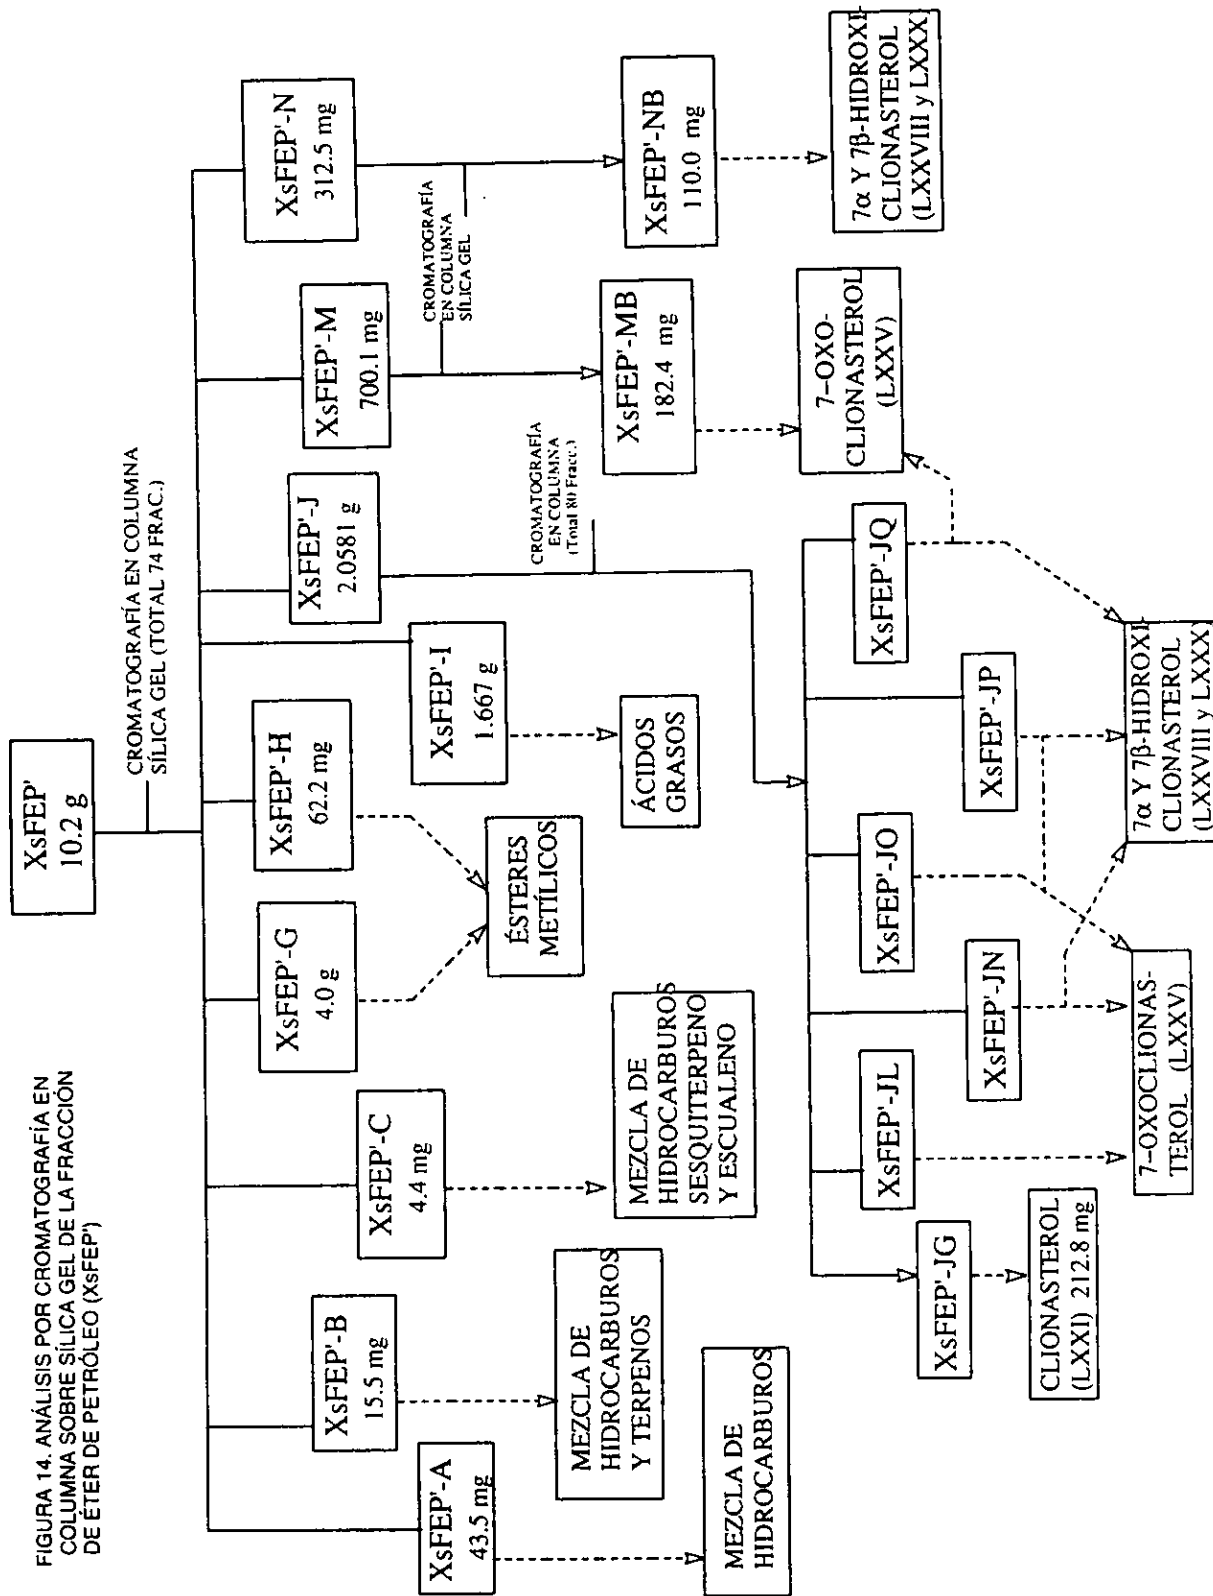 FIGURA 14. ANÁLISIS POR CROMATOGRAFÍA EN
COLUMNA SOBRE SÍLICA GEL DE LA FRACCIÓN
DE ÉTER DE PETRÓLEO (XsFEP')
XsFEP'
10.2 g
CROMATOGRAFÍA EN COLUMNA
SÍLICA GEL (TOTAL 74 FRAC.)
XsFEP'-A
43.5 mg
XsFEP'-B
15.5 mg
XsFEP'-C
4.4 mg
XsFEP'-G
4.0 g
XsFEP'-H
62.2 mg
XsFEP'-I
1.667 g
XsFEP'-J
2.0581 g
XsFEP'-M
700.1 mg
XsFEP'-N
312.5 mg
MEZCLA DE
HIDROCARBUROS
MEZCLA DE
HIDROCARBUROS
Y TERPENOS
MEZCLA DE
HIDROCARBUROS
SESQUITERPENO
Y ESCUALENO
ÉSTERES
METÍLICOS
ÁCIDOS
GRASOS
CROMATOGRAFÍA
EN COLUMNA
(Total 80 Fracc.)
CROMATOGRAFÍA
EN COLUMNA
SÍLICA GEL
XsFEP'-MB
182.4 mg
XsFEP'-NB
110.0 mg
7–OXO-
CLIONASTEROL
(LXXV)
7α Y 7β-HIDROXI-
CLIONASTEROL
(LXXVIII y LXXX)
XsFEP'-JG
XsFEP'-JL
XsFEP'-JN
XsFEP'-JO
XsFEP'-JP
XsFEP'-JQ
CLIONASTEROL
(LXXI) 212.8 mg
7–OXOCLIONAS-
TEROL (LXXV)
7α Y 7β-HIDROXI-
CLIONASTEROL
(LXXVIII y LXXX)